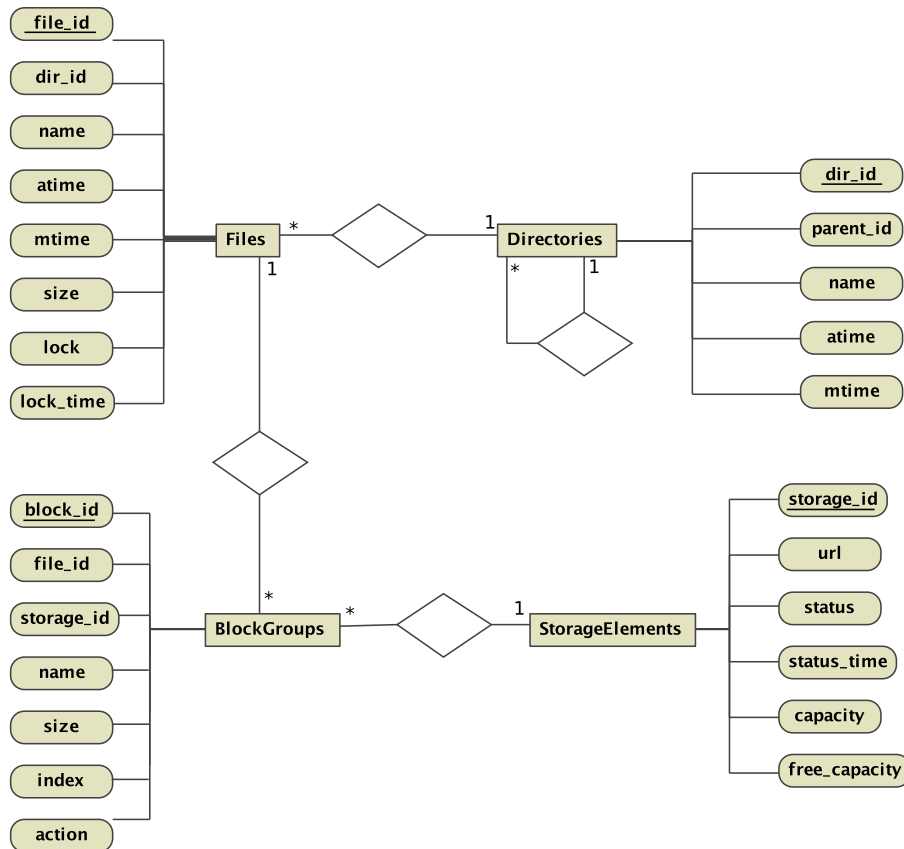 file_id
dir_id
name
atime
mtime
size
lock
lock_time
Files
*
1
Directories
1
*
1
dir_id
parent_id
name
atime
mtime
block_id
file_id
storage_id
name
size
index
action
*
BlockGroups
*
1
StorageElements
storage_id
url
status
status_time
capacity
free_capacity